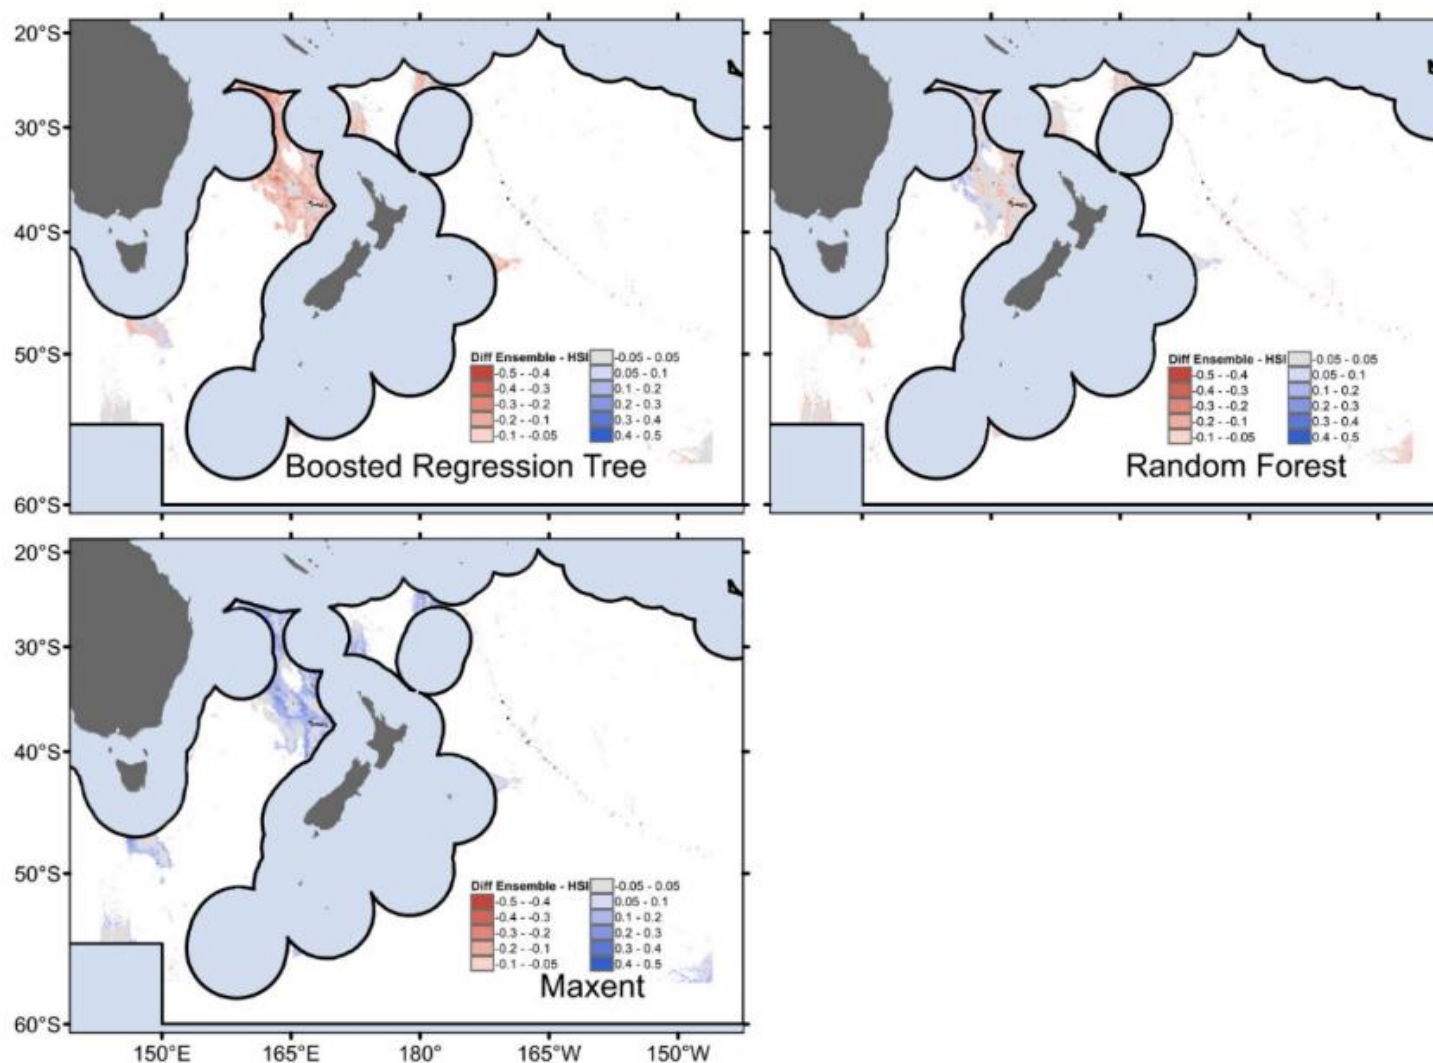 20°S
30°S
40°S
50°S
60°S
Diff Ensemble - HSI
-0.5 - -0.4
-0.4 - -0.3
-0.3 - -0.2
-0.2 - -0.1
-0.1 - -0.05
-0.05 - 0.05
0.05 - 0.1
0.1 - 0.2
0.2 - 0.3
0.3 - 0.4
0.4 - 0.5
Boosted Regression Tree
Diff Ensemble - HSI
-0.5 - -0.4
-0.4 - -0.3
-0.3 - -0.2
-0.2 - -0.1
-0.1 - -0.05
-0.05 - 0.05
0.05 - 0.1
0.1 - 0.2
0.2 - 0.3
0.3 - 0.4
0.4 - 0.5
Random Forest
20°S
30°S
40°S
50°S
60°S
Diff Ensemble - HSI
-0.5 - -0.4
-0.4 - -0.3
-0.3 - -0.2
-0.2 - -0.1
-0.1 - -0.05
-0.05 - 0.05
0.05 - 0.1
0.1 - 0.2
0.2 - 0.3
0.3 - 0.4
0.4 - 0.5
Maxent
150°E 165°E 180° 165°W 150°W